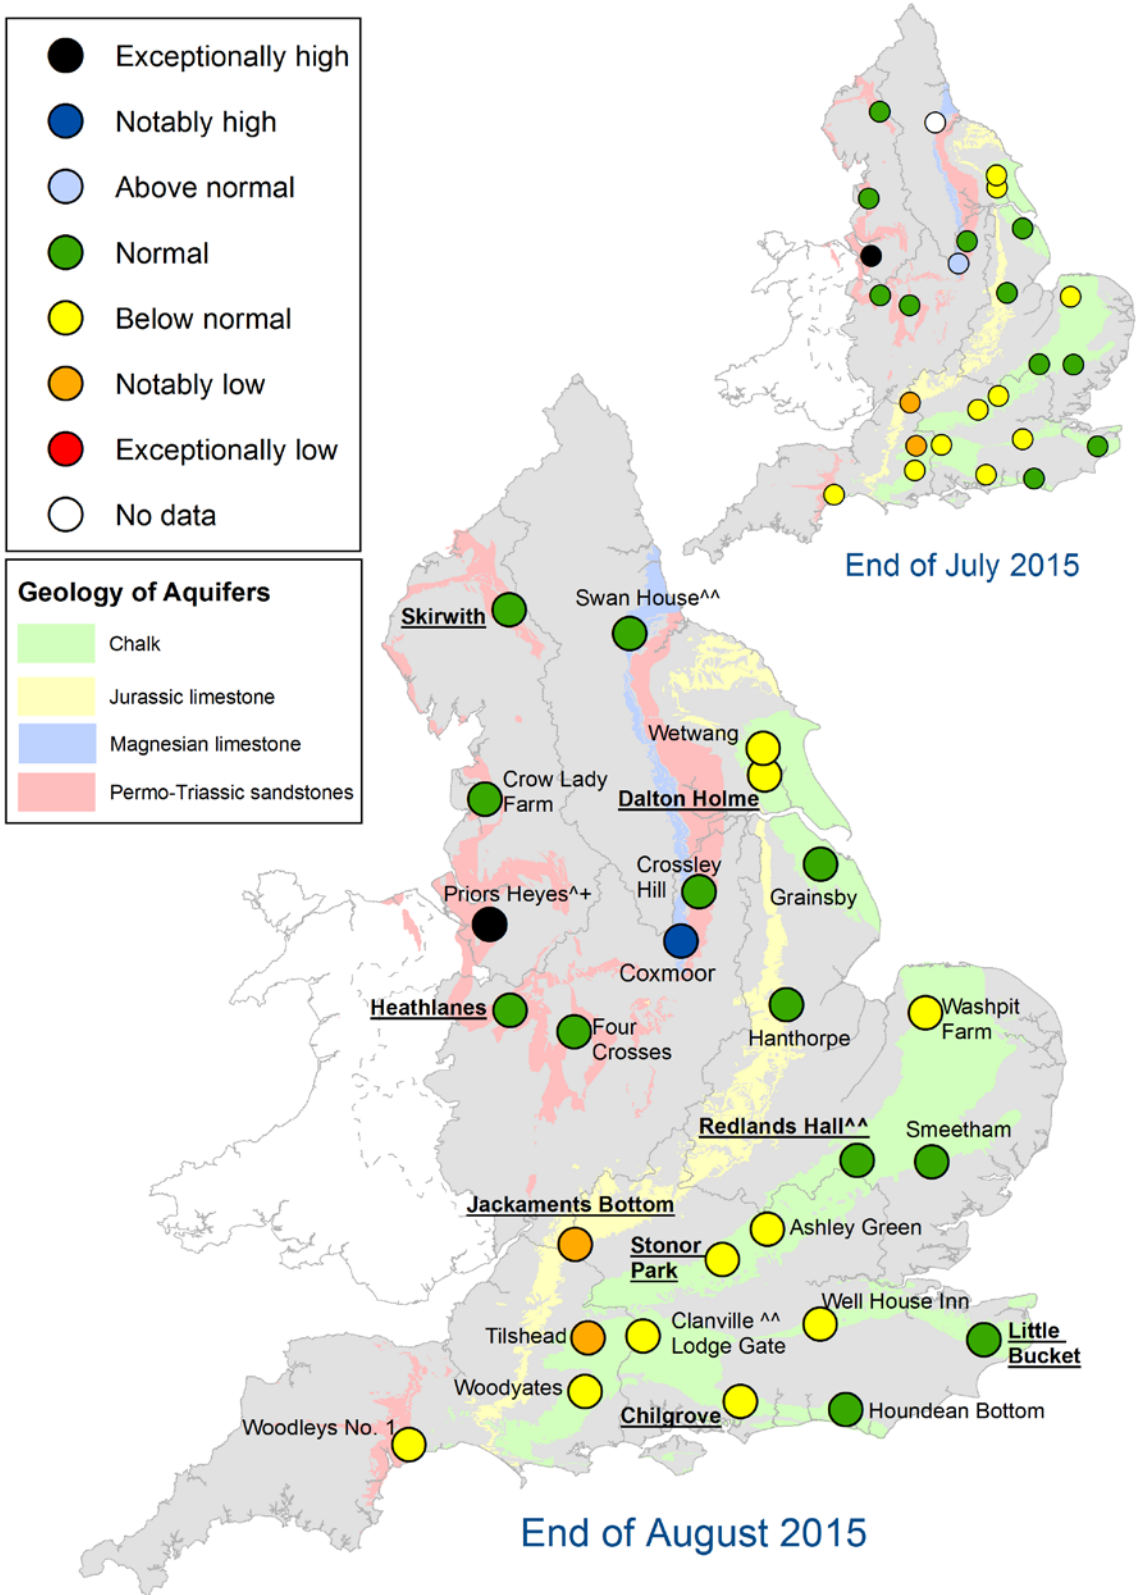 Exceptionally high
Notably high
Above normal
Normal
Below normal
Notably low
Exceptionally low
No data
Geology of Aquifers
Chalk
Jurassic limestone
Magnesian limestone
Permo-Triassic sandstones
End of July 2015
Skirwith
Swan House^^
Wetwang
Dalton Holme
Crow Lady
Farm
Crossley
Hill
Grainsby
Priors Heyes^+
Coxmoor
Heathlanes
Four
Crosses
Hanthorpe
Washpit
Farm
Redlands Hall^^
Smeetham
Jackaments Bottom
Ashley Green
Stonor
Park
Well House Inn
Clanville ^^
Lodge Gate
Tilshead
Little
Bucket
Woodyates
Chilgrove
Houndean Bottom
Woodleys No. 1
End of August 2015